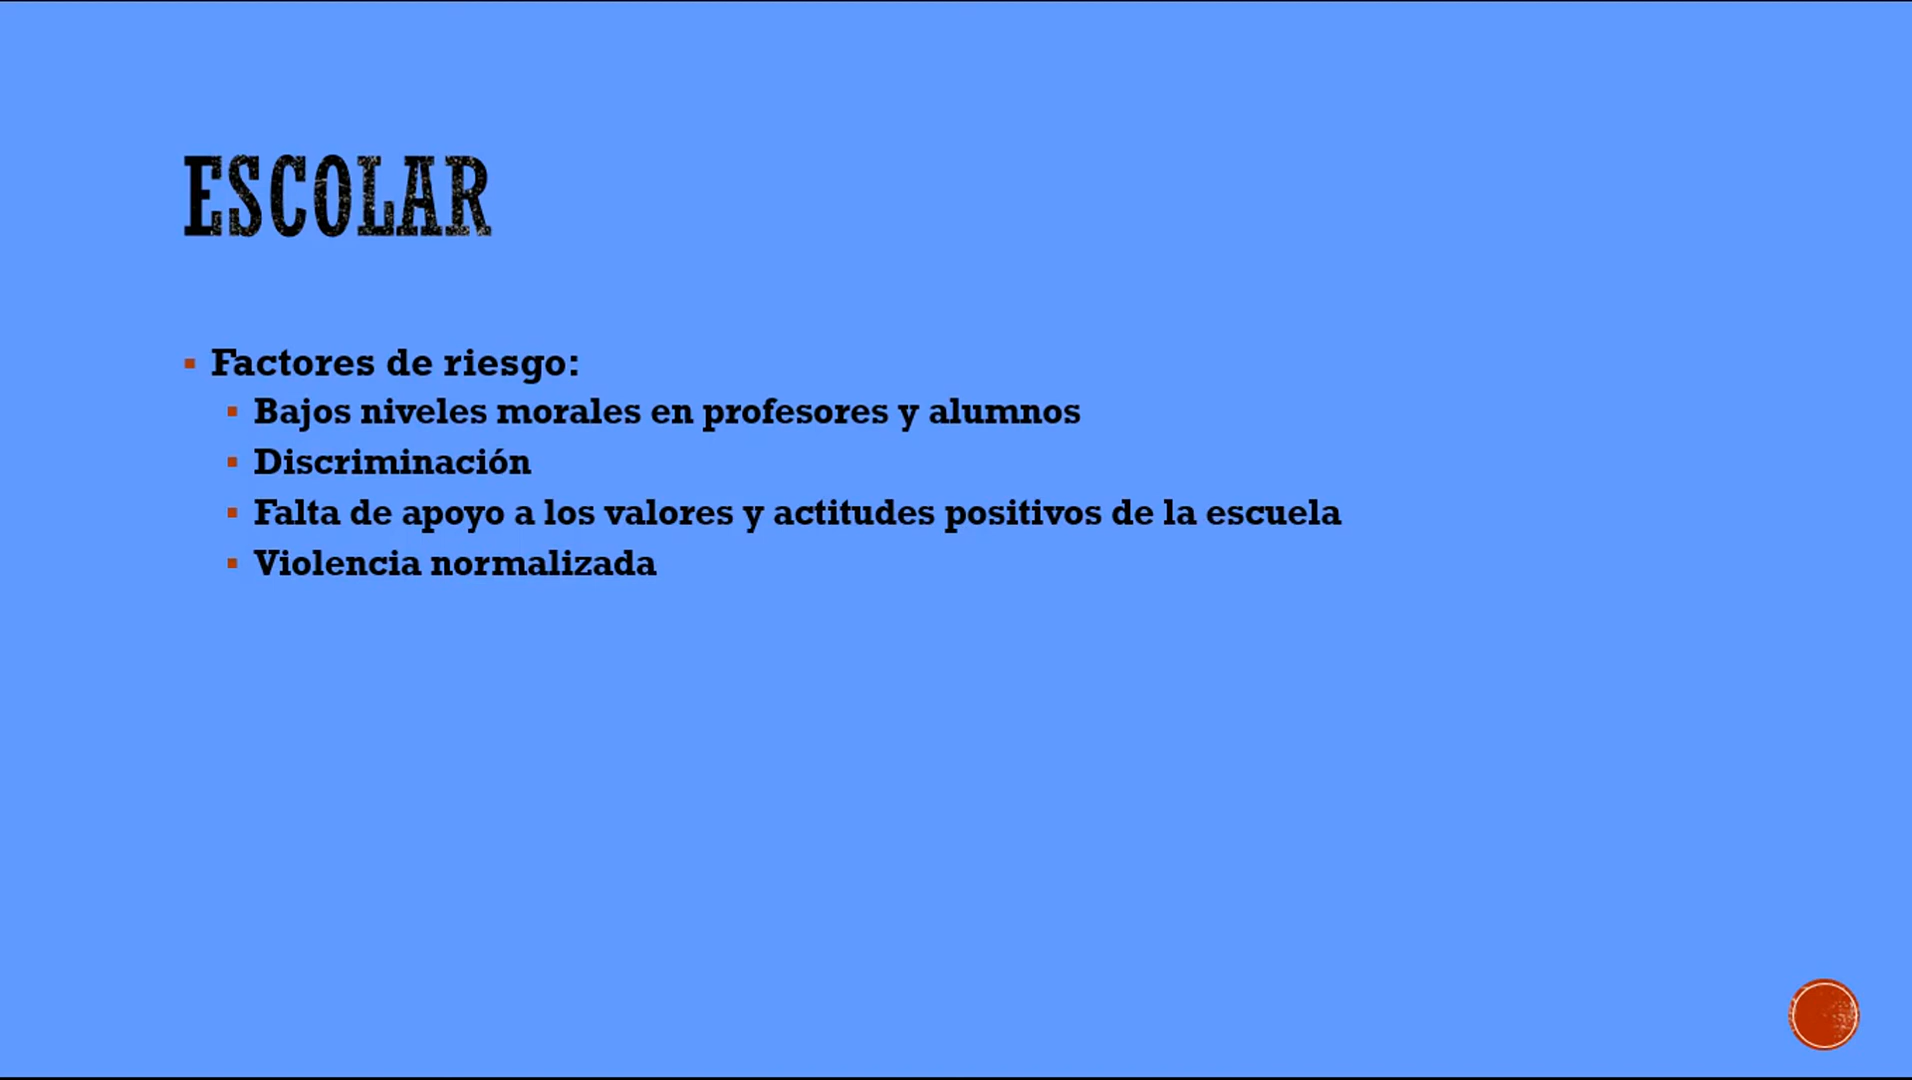 ESCOLAR
Factores de riesgo:
Bajos niveles morales en profesores y alumnos
Discriminación
Falta de apoyo a los valores y actitudes positivos de la escuela
Violencia normalizada